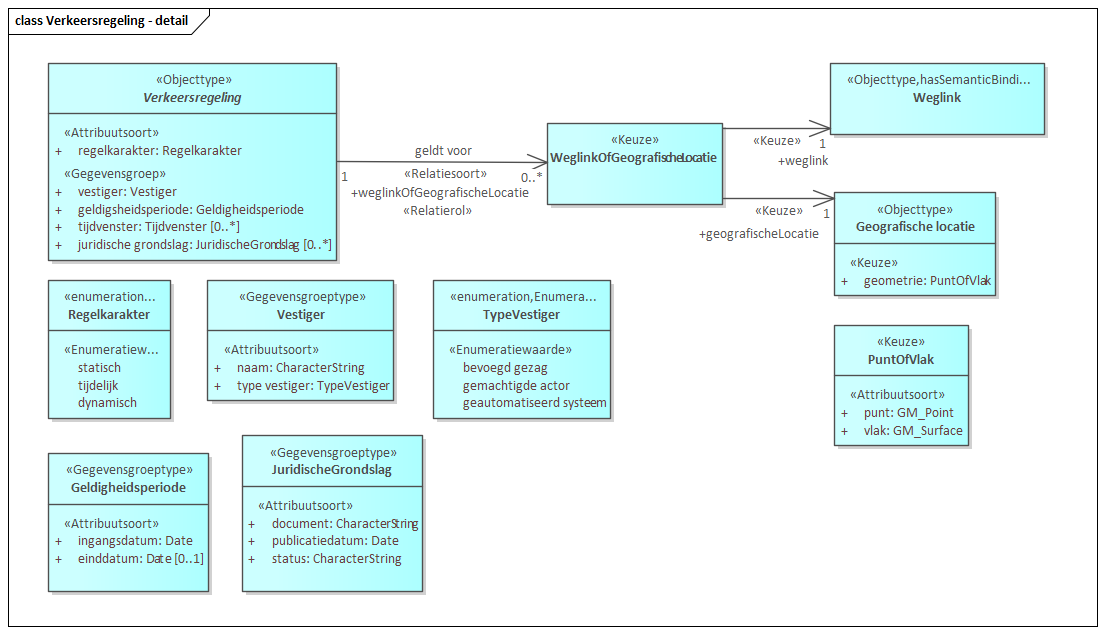 class Verkeersregeling - detail
«Objecttype»
Verkeersregeling
«Attribuutsoort»
+ regelkarakter: Regelkarakter
«Gegevensgroep»
+ vestiger: Vestiger
+ geldigsheidsperiode: Geldigheidsperiode
+ tijdvenster: Tijdvenster [0..*]
+ juridische grondslag: JuridischeGrondslag [0..*]
geldt voor
1
«Relatiesoort»
0..*
+weglinkOfGeografischeLocatie
«Relatierol»
«Keuze»
WeglinkOfGeografischeLocatie
«Keuze»
1
+weglink
«Keuze»
1
+geografischeLocatie
«Objecttype,hasSemanticBindi...
Weglink
«Objecttype»
Geografische locatie
«Keuze»
+ geometrie: PuntOfVlak
«enumeration...
Regelkarakter
«Enumeratiew...
statisch
tijdelijk
dynamisch
«Gegevensgroeptype»
Vestiger
«Attribuutsoort»
+ naam: CharacterString
+ type vestiger: TypeVestiger
«enumeration,Enumera...
TypeVestiger
«Enumeratiewaarde»
bevoegd gezag
gemachtigde actor
geautomatiseerd systeem
«Keuze»
PuntOfVlak
«Attribuutsoort»
+ punt: GM_Point
+ vlak: GM_Surface
«Gegevensgroeptype»
Geldigheidsperiode
«Attribuutsoort»
+ ingangsdatum: Date
+ einddatum: Date [0..1]
«Gegevensgroeptype»
JuridischeGrondslag
«Attribuutsoort»
+ document: CharacterString
+ publicatiedatum: Date
+ status: CharacterString